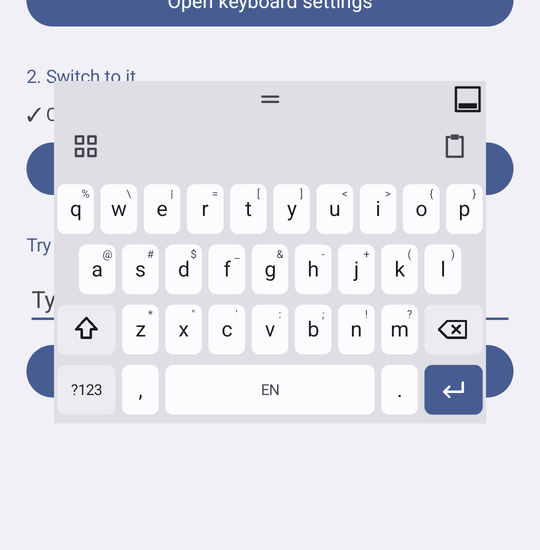 Open keyboard settings
2. Switch to it
Try
Ty
% \ | = [ ] < > { }
q w e r t y u i o p
@ # $ _ & - + ( )
a s d f g h j k l
* " ' : ; ! ?
z x c v b n m
?123 , EN .